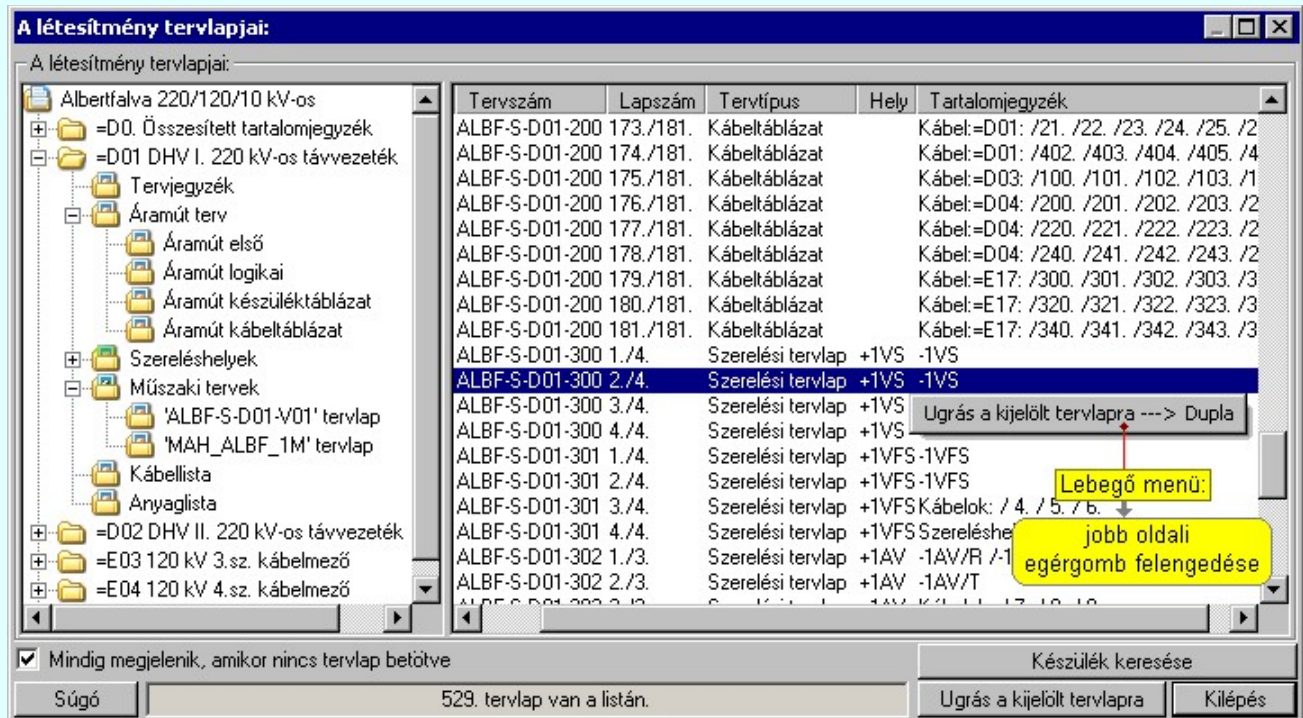 A létesítmény tervlapjai:
A létesítmény tervlapjai:
Albertfalva 220/120/10 kV-os
=D0. Összesített tartalomjegyzék
=D01 DHV I. 220 kV-os távvezeték
Tervjegyzék
Áramút terv
Áramút első
Áramút logikai
Áramút készüléktáblázat
Áramút kábeltáblázat
Szereléshelyek
Műszaki tervek
'ALBF-S-D01-V01' tervlap
'MAH_ALBF_1M' tervlap
Kábellista
Anyaglista
=D02 DHV II. 220 kV-os távvezeték
=E03 120 kV 3.sz. kábelmező
=E04 120 kV 4.sz. kábelmező
Tervszám Lapszám Tervtípus Hely Tartalomjegyzék
ALBF-S-D01-200 173./181. Kábeltáblázat Kábel:=D01: /21. /22. /23. /24. /25. /2
ALBF-S-D01-200 174./181. Kábeltáblázat Kábel:=D01: /402. /403. /404. /405. /4
ALBF-S-D01-200 175./181. Kábeltáblázat Kábel:=D03: /100. /101. /102. /103. /1
ALBF-S-D01-200 176./181. Kábeltáblázat Kábel:=D04: /200. /201. /202. /203. /2
ALBF-S-D01-200 177./181. Kábeltáblázat Kábel:=D04: /220. /221. /222. /223. /2
ALBF-S-D01-200 178./181. Kábeltáblázat Kábel:=D04: /240. /241. /242. /243. /2
ALBF-S-D01-200 179./181. Kábeltáblázat Kábel:=E17: /300. /301. /302. /303. /3
ALBF-S-D01-200 180./181. Kábeltáblázat Kábel:=E17: /320. /321. /322. /323. /3
ALBF-S-D01-200 181./181. Kábeltáblázat Kábel:=E17: /340. /341. /342. /343. /3
ALBF-S-D01-300 1./4. Szerelési tervlap +1VS -1VS
ALBF-S-D01-300 2./4. Szerelési tervlap +1VS -1VS
ALBF-S-D01-300 3./4. Szerelési tervlap +1VS
ALBF-S-D01-300 4./4. Szerelési tervlap +1VS
Ugrás a kijelölt tervlapra ---> Dupla
ALBF-S-D01-301 1./4. Szerelési tervlap +1VFS -1VFS
ALBF-S-D01-301 2./4. Szerelési tervlap +1VFS -1VFS
ALBF-S-D01-301 3./4. Szerelési tervlap +1VFS Kábelok: / 4. / 5. / 6.
ALBF-S-D01-301 4./4. Szerelési tervlap +1VFS
ALBF-S-D01-302 1./3. Szerelési tervlap +1AV -1AV/R
ALBF-S-D01-302 2./3. Szerelési tervlap +1AV -1AV/T
Lebegő menü:
jobb oldali
egérgomb felengedése
Mindig megjelenik, amikor nincs tervlap betötve
Készülék keresése
Súgó
529. tervlap van a listán.
Ugrás a kijelölt tervlapra
Kilépés